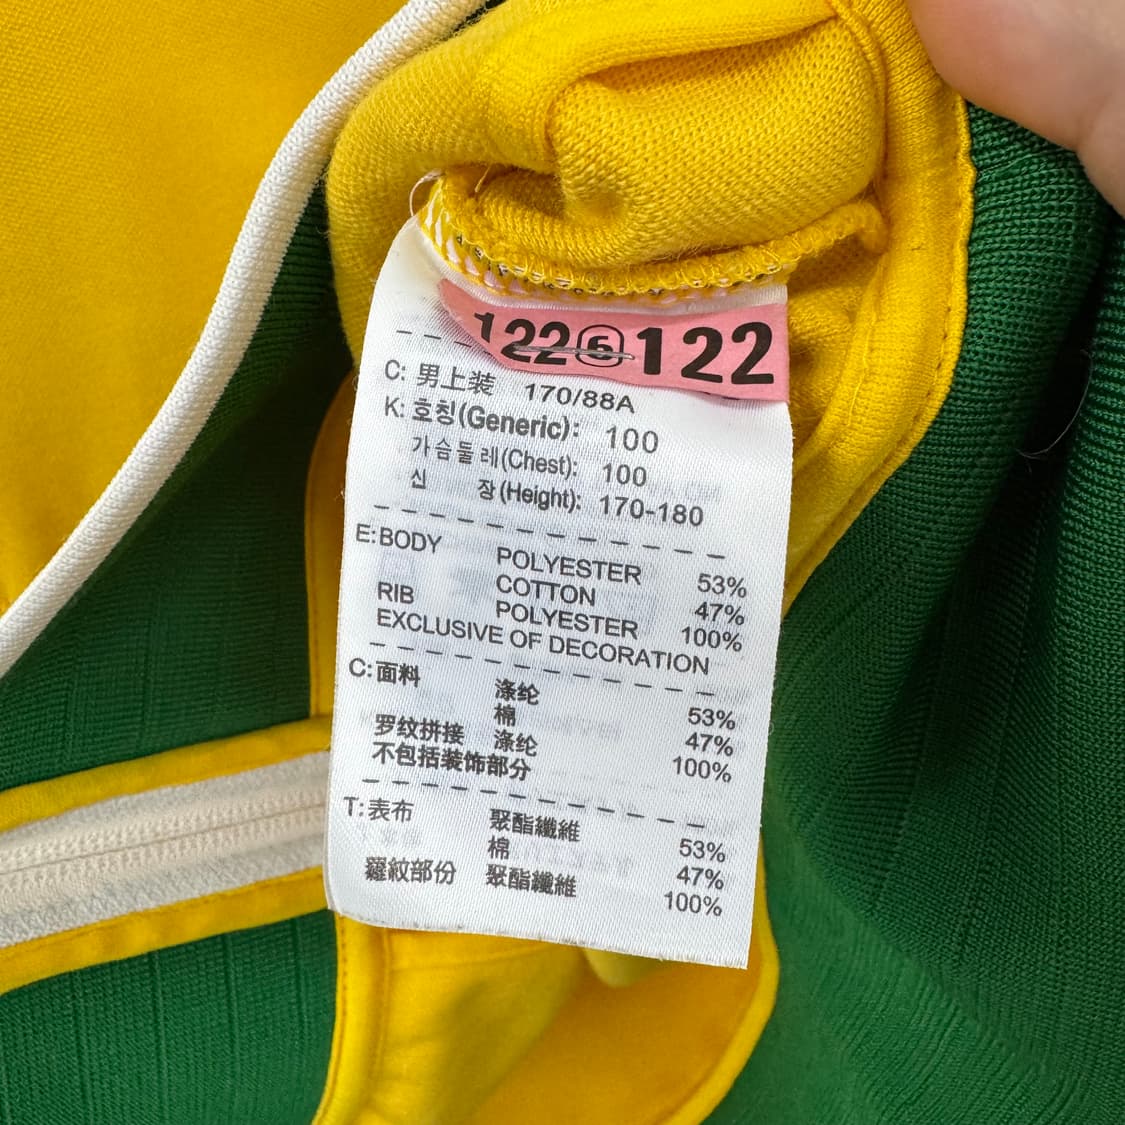 122 6 122
C: 男上装 170/88A
K: 호칭(Generic): 100
가슴둘레(Chest): 100
신 장(Height): 170-180
E: BODY POLYESTER 53%
COTTON 47%
RIB POLYESTER 100%
EXCLUSIVE OF DECORATION
C: 面料 涤纶 53%
棉 47%
罗纹拼接 涤纶 100%
不包括装饰部分
T: 表布 聚酯纖維 53%
棉 47%
羅紋部份 聚酯纖維 100%